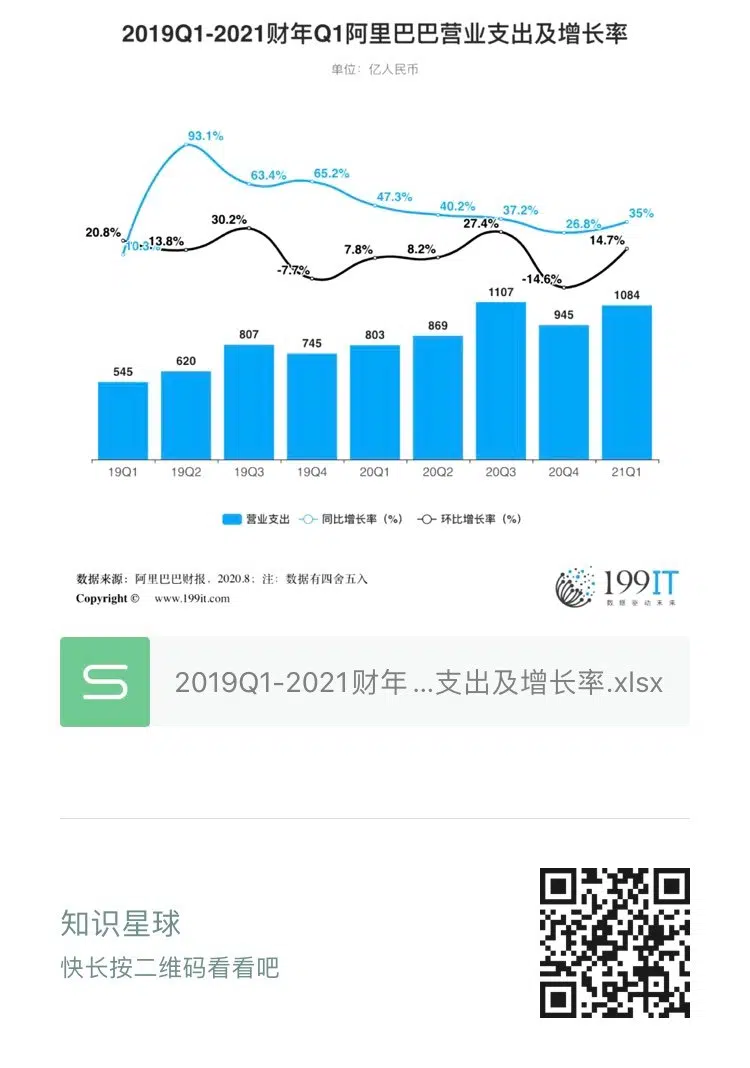 2019Q1-2021财年Q1阿里巴巴营业支出及增长率
单位：亿人民币
93.1%
63.4%
65.2%
47.3%
40.2%
37.2%
26.8%
35%
20.8%
13.8%
30.2%
-7.7%
7.8%
8.2%
27.4%
-14.6%
14.7%
545
620
807
745
803
869
1107
945
1084
19Q1 19Q2 19Q3 19Q4 20Q1 20Q2 20Q3 20Q4 21Q1
营业支出 同比增长率（%） 环比增长率（%）
数据来源：阿里巴巴财报，2020.8；注：数据有四舍五入
Copyright © www.199it.com
199IT
数据驱动未来
S
2019Q1-2021财年...支出及增长率.xlsx
知识星球
快长按二维码看看吧